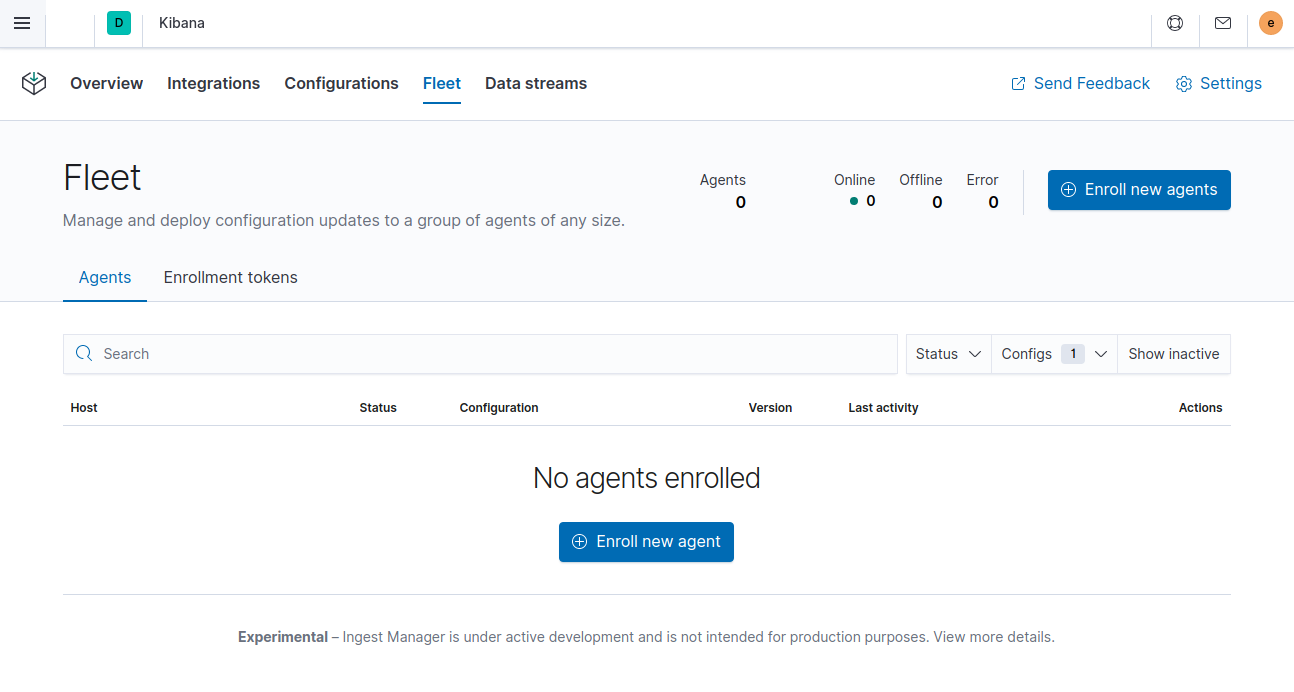 D Kibana e
Overview Integrations Configurations Fleet Data streams Send Feedback Settings
Fleet
Manage and deploy configuration updates to a group of agents of any size.
Agents Online Offline Error
0 0 0 0
Enroll new agents
Agents Enrollment tokens
Search Status Configs 1 Show inactive
Host Status Configuration Version Last activity Actions
No agents enrolled
Enroll new agent
Experimental – Ingest Manager is under active development and is not intended for production purposes. View more details.